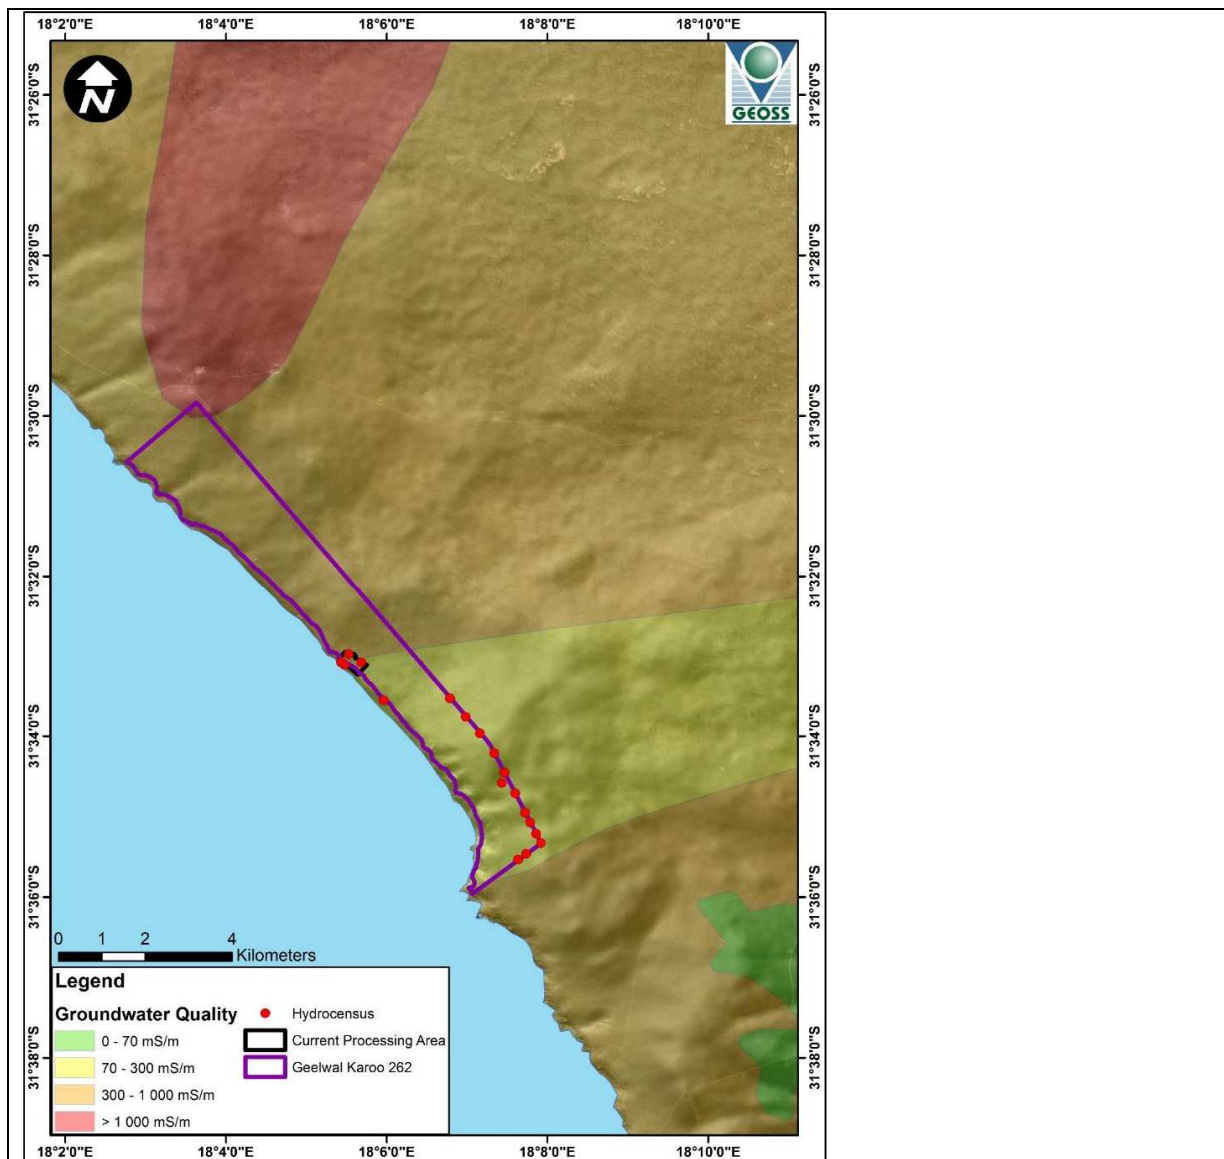 18°2'0"E 18°4'0"E 18°6'0"E 18°8'0"E 18°10'0"E
31°26'0"S 31°26'0"S
31°28'0"S 31°28'0"S
31°30'0"S 31°30'0"S
31°32'0"S 31°32'0"S
31°34'0"S 31°34'0"S
31°36'0"S 31°36'0"S
31°38'0"S 31°38'0"S
N
GEOSS
0 1 2 4
Kilometers
Legend
Groundwater Quality
0 - 70 mS/m
70 - 300 mS/m
300 - 1 000 mS/m
> 1 000 mS/m
Hydrocensus
Current Processing Area
Geelwal Karoo 262
18°2'0"E 18°4'0"E 18°6'0"E 18°8'0"E 18°10'0"E